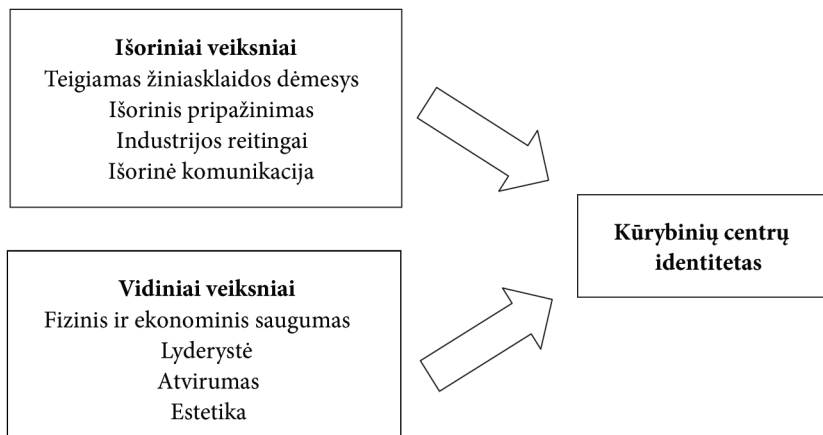 Išoriniai veiksniai
Teigiamas žiniasklaidos dėmesys
Išorinis pripažinimas
Industrijos reitingai
Išorinė komunikacija
Kūrybinių centrų
identitetas
Vidiniai veiksniai
Fizinis ir ekonominis saugumas
Lyderystė
Atvirumas
Estetika